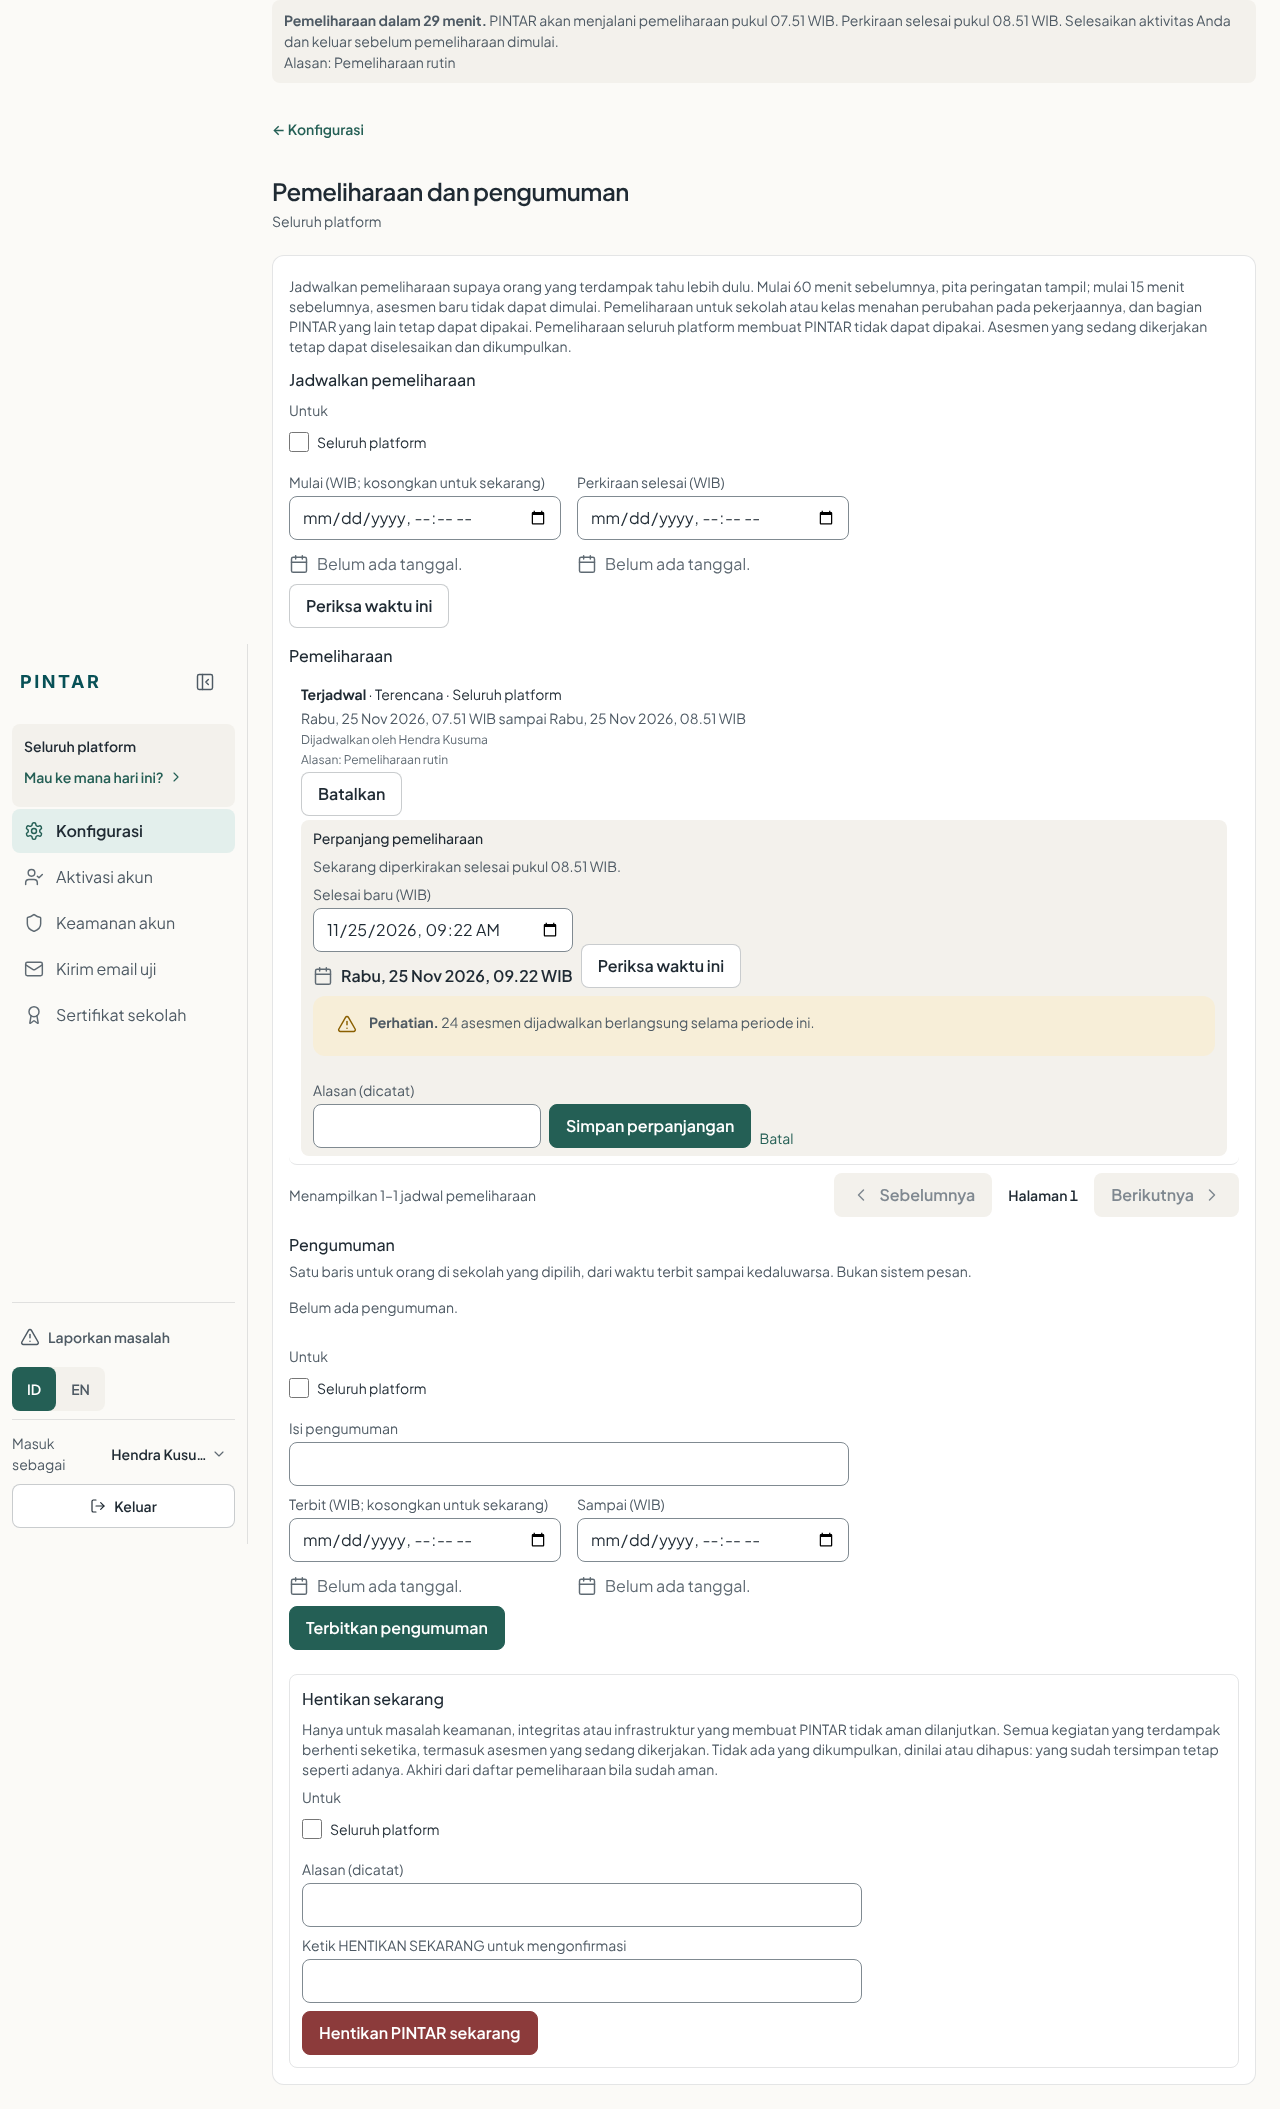 Pemeliharaan dalam 29 menit. PINTAR akan menjalani pemeliharaan pukul 07.51 WIB. Perkiraan selesai pukul 08.51 WIB. Selesaikan aktivitas Anda
dan keluar sebelum pemeliharaan dimulai.
Alasan: Pemeliharaan rutin
← Konfigurasi
Pemeliharaan dan pengumuman
Seluruh platform
Jadwalkan pemeliharaan supaya orang yang terdampak tahu lebih dulu. Mulai 60 menit sebelumnya, pita peringatan tampil; mulai 15 menit
sebelumnya, asesmen baru tidak dapat dimulai. Pemeliharaan untuk sekolah atau kelas menahan perubahan pada pekerjaannya, dan bagian
PINTAR yang lain tetap dapat dipakai. Pemeliharaan seluruh platform membuat PINTAR tidak dapat dipakai. Asesmen yang sedang dikerjakan
tetap dapat diselesaikan dan dikumpulkan.
Jadwalkan pemeliharaan
Untuk
Seluruh platform
Mulai (WIB; kosongkan untuk sekarang)
Perkiraan selesai (WIB)
mm/dd/yyyy, --:-- --
mm/dd/yyyy, --:-- --
Belum ada tanggal.
Belum ada tanggal.
Periksa waktu ini
Pemeliharaan
Terjadwal · Terencana · Seluruh platform
Rabu, 25 Nov 2026, 07.51 WIB sampai Rabu, 25 Nov 2026, 08.51 WIB
Dijadwalkan oleh Hendra Kusuma
Alasan: Pemeliharaan rutin
Batalkan
Perpanjang pemeliharaan
Sekarang diperkirakan selesai pukul 08.51 WIB.
Selesai baru (WIB)
11/25/2026, 09:22 AM
Rabu, 25 Nov 2026, 09.22 WIB
Periksa waktu ini
Perhatian. 24 asesmen dijadwalkan berlangsung selama periode ini.
Alasan (dicatat)
Simpan perpanjangan
Batal
Menampilkan 1–1 jadwal pemeliharaan
Sebelumnya
Halaman 1
Berikutnya
Pengumuman
Satu baris untuk orang di sekolah yang dipilih, dari waktu terbit sampai kedaluwarsa. Bukan sistem pesan.
Belum ada pengumuman.
Untuk
Seluruh platform
Isi pengumuman
Terbit (WIB; kosongkan untuk sekarang)
Sampai (WIB)
mm/dd/yyyy, --:-- --
mm/dd/yyyy, --:-- --
Belum ada tanggal.
Belum ada tanggal.
Terbitkan pengumuman
Hentikan sekarang
Hanya untuk masalah keamanan, integritas atau infrastruktur yang membuat PINTAR tidak aman dilanjutkan. Semua kegiatan yang terdampak
berhenti seketika, termasuk asesmen yang sedang dikerjakan. Tidak ada yang dikumpulkan, dinilai atau dihapus: yang sudah tersimpan tetap
seperti adanya. Akhiri dari daftar pemeliharaan bila sudah aman.
Untuk
Seluruh platform
Alasan (dicatat)
Ketik HENTIKAN SEKARANG untuk mengonfirmasi
Hentikan PINTAR sekarang
PINTAR
Seluruh platform
Mau ke mana hari ini?
Konfigurasi
Aktivasi akun
Keamanan akun
Kirim email uji
Sertifikat sekolah
Laporkan masalah
ID
EN
Masuk
sebagai
Hendra Kusu...
Keluar